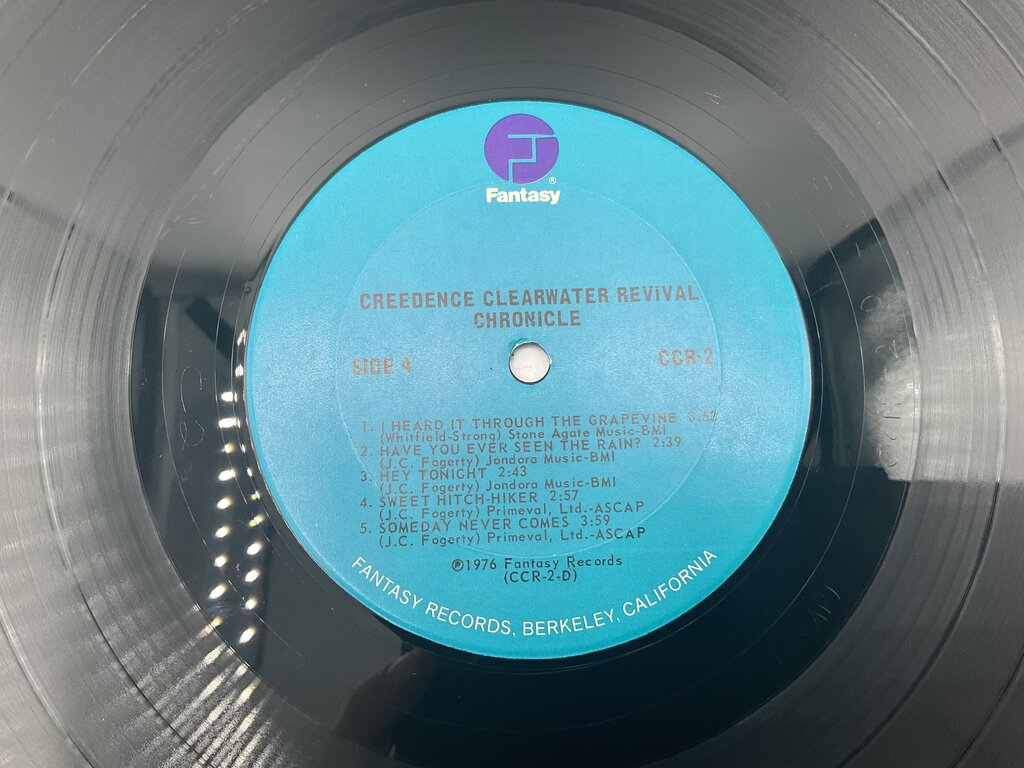 ®
Fantasy
CREEDENCE CLEARWATER REVIVAL
CHRONICLE
SIDE 4
CCR-2
1. I HEARD IT THROUGH THE GRAPEVINE 3:52
(Whitfield-Strong) Stone Agate Music-BMI
2. HAVE YOU EVER SEEN THE RAIN? 2:39
(J.C. Fogerty) Jondora Music-BMI
3. HEY TONIGHT 2:43
(J.C. Fogerty) Jondora Music-BMI
4. SWEET HITCH-HIKER 2:57
(J.C. Fogerty) Primeval, Ltd.-ASCAP
5. SOMEDAY NEVER COMES 3:59
(J.C. Fogerty) Primeval, Ltd.-ASCAP
℗1976 Fantasy Records
(CCR-2-D)
FANTASY RECORDS, BERKELEY, CALIFORNIA